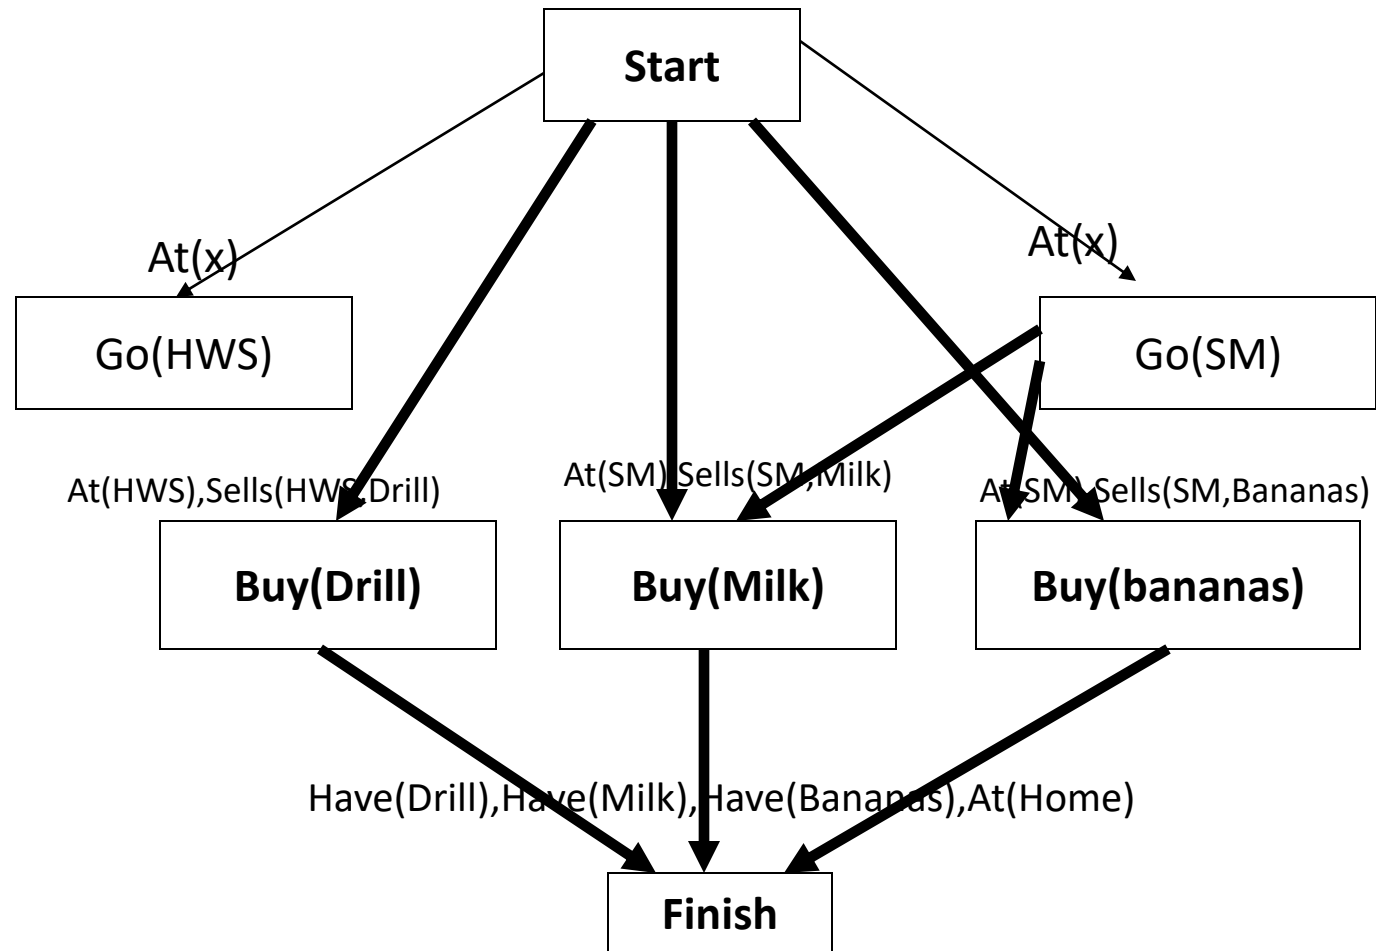 Start
At(x)
At(x)
Go(HWS)
Go(SM)
At(HWS),Sells(HWS,Drill)
At(SM),Sells(SM,Milk)
At(SM),Sells(SM,Bananas)
Buy(Drill)
Buy(Milk)
Buy(bananas)
Have(Drill),Have(Milk),Have(Bananas),At(Home)
Finish